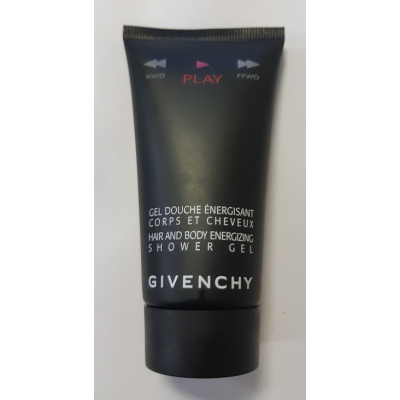 RWD PLAY FFWD
GEL DOUCHE ÉNERGISANT
CORPS ET CHEVEUX
HAIR AND BODY ENERGIZING
SHOWER GEL
GIVENCHY